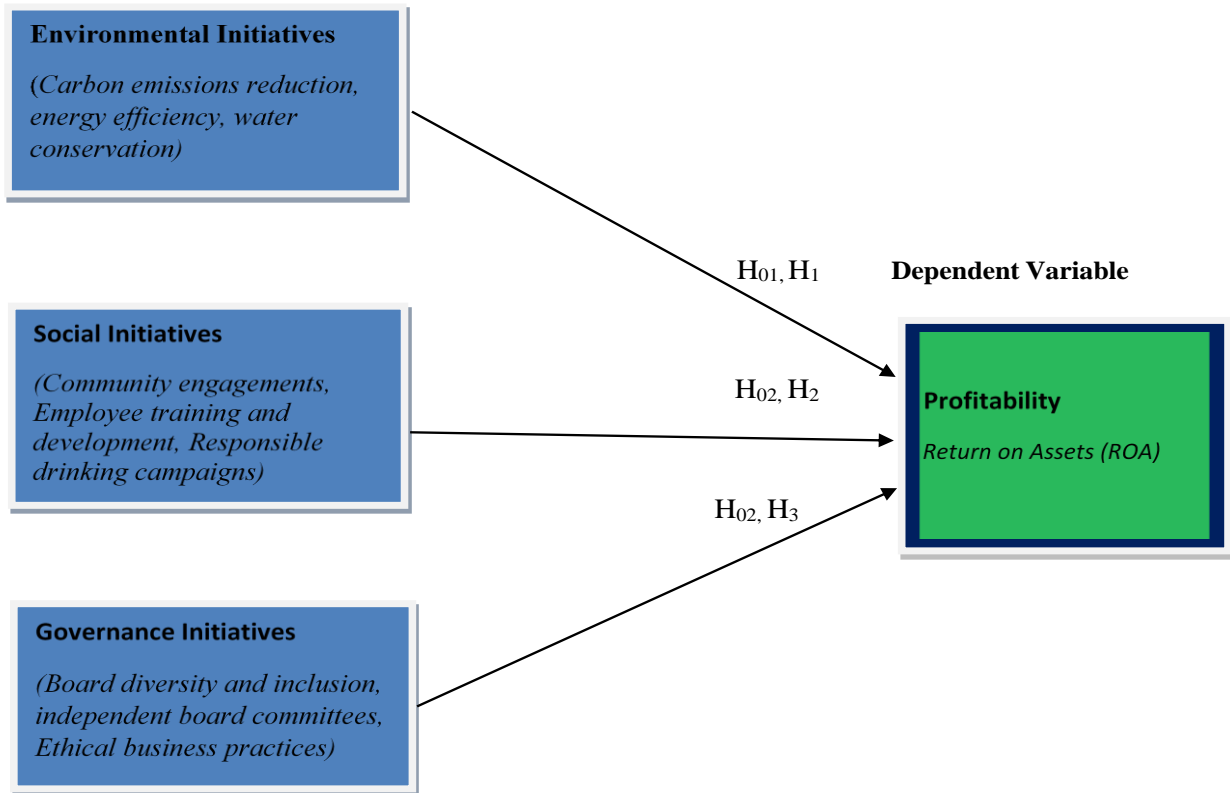 Environmental Initiatives
(Carbon emissions reduction,
energy efficiency, water
conservation)
H01, H1
Dependent Variable
Social Initiatives
(Community engagements,
Employee training and
development, Responsible
drinking campaigns)
H02, H2
Profitability
Return on Assets (ROA)
H02, H3
Governance Initiatives
(Board diversity and inclusion,
independent board committees,
Ethical business practices)